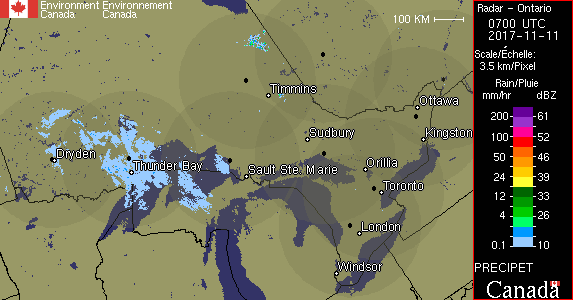 Environment Environnement
Canada Canada
100 KM
Timmins
Ottawa
Sudbury
Kingston
Dryden
Thunder Bay
Sault Ste. Marie
Orillia
Toronto
London
Windsor
Radar - Ontario
0700 UTC
2017-11-11
Scale/Échelle:
3.5 km/Pixel
Rain/Pluie
mm/hr dBZ
200 61
100 52
50 46
24 39
12 33
4 26
0.1 10
PRECIPET
Canada